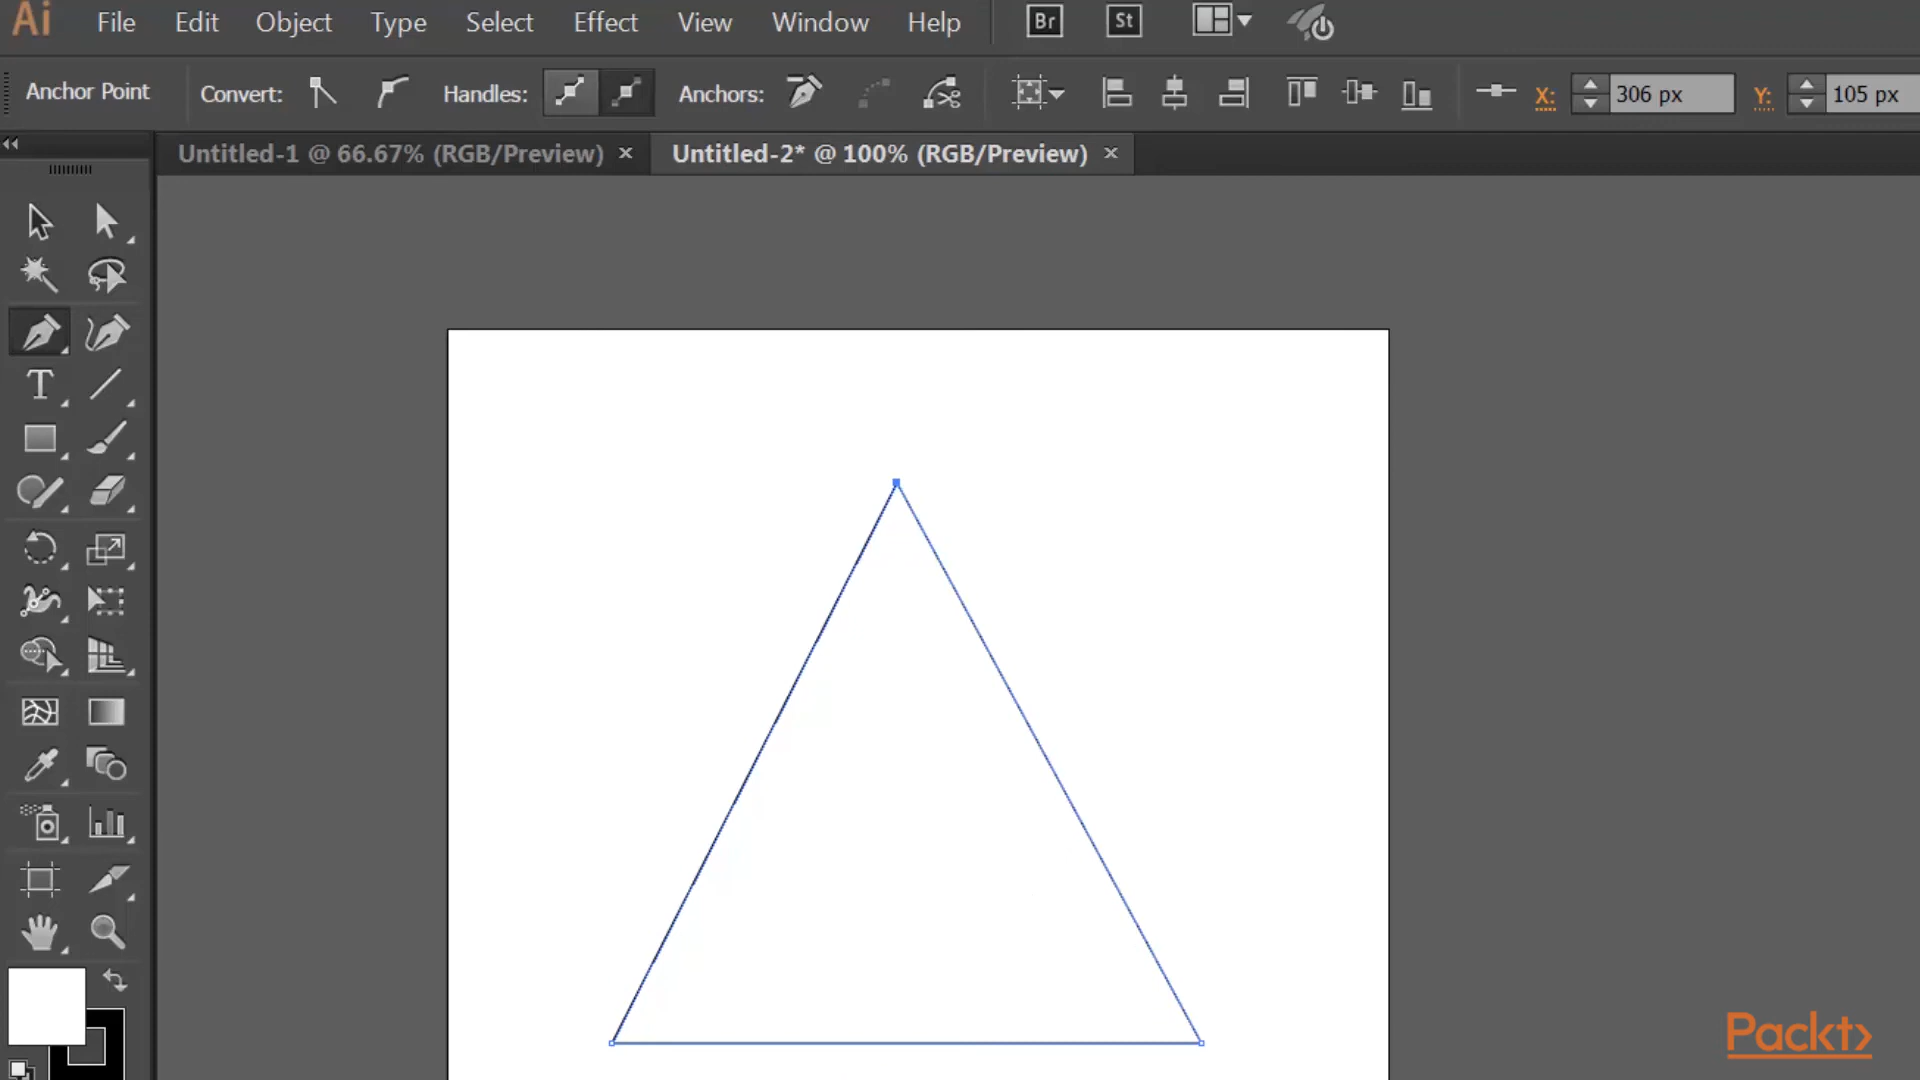 Ai File Edit Object Type Select Effect View Window Help Br St
Anchor Point Convert: Handles: Anchors: X: 306 px Y: 105 px
Untitled-1 @ 66.67% (RGB/Preview) × Untitled-2* @ 100% (RGB/Preview) ×
T
Packt>